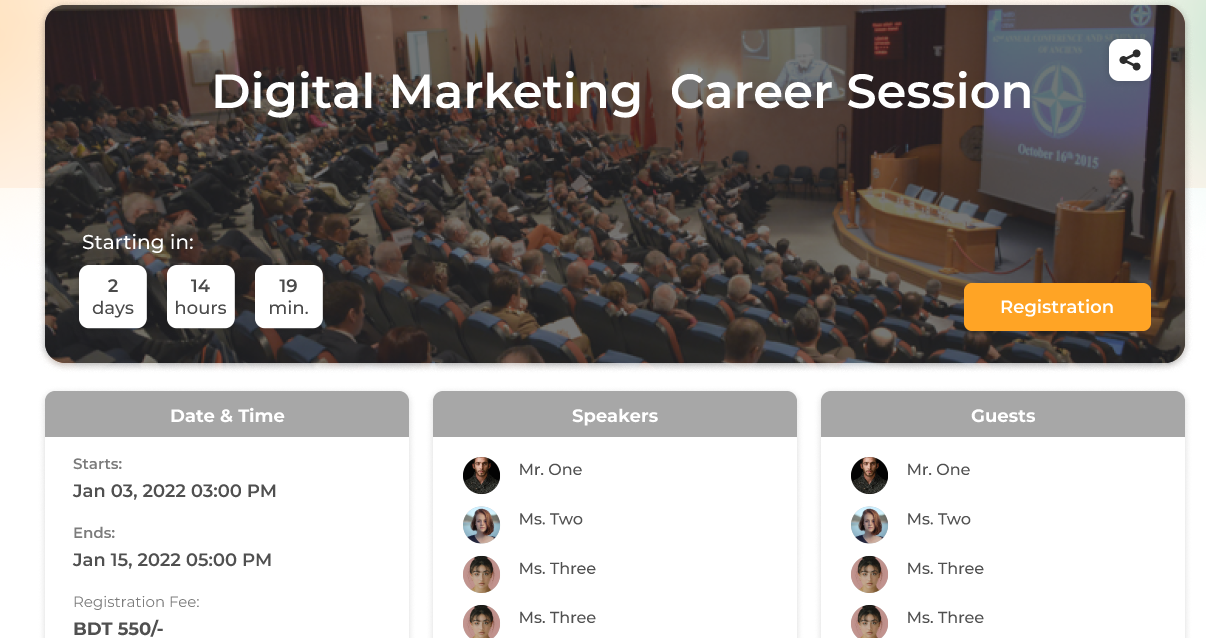 Digital Marketing  Career Session
October 16th 2015
Starting in:
2
days
14
hours
19
min.
Registration
Date & Time
Starts:
Jan 03, 2022 03:00 PM
Ends:
Jan 15, 2022 05:00 PM
Registration Fee:
BDT 550/-
Speakers
Mr. One
Ms. Two
Ms. Three
Ms. Three
Guests
Mr. One
Ms. Two
Ms. Three
Ms. Three